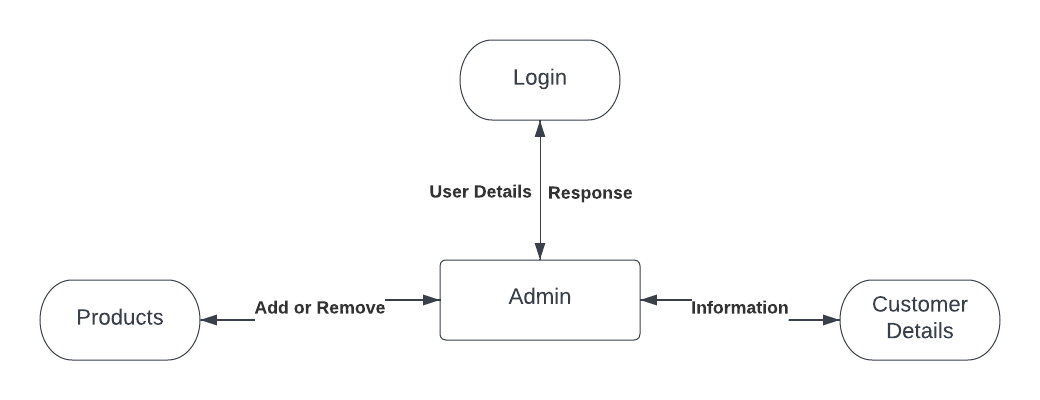 Login
User Details
Response
Admin
Products
Add or Remove
Information
Customer
Details